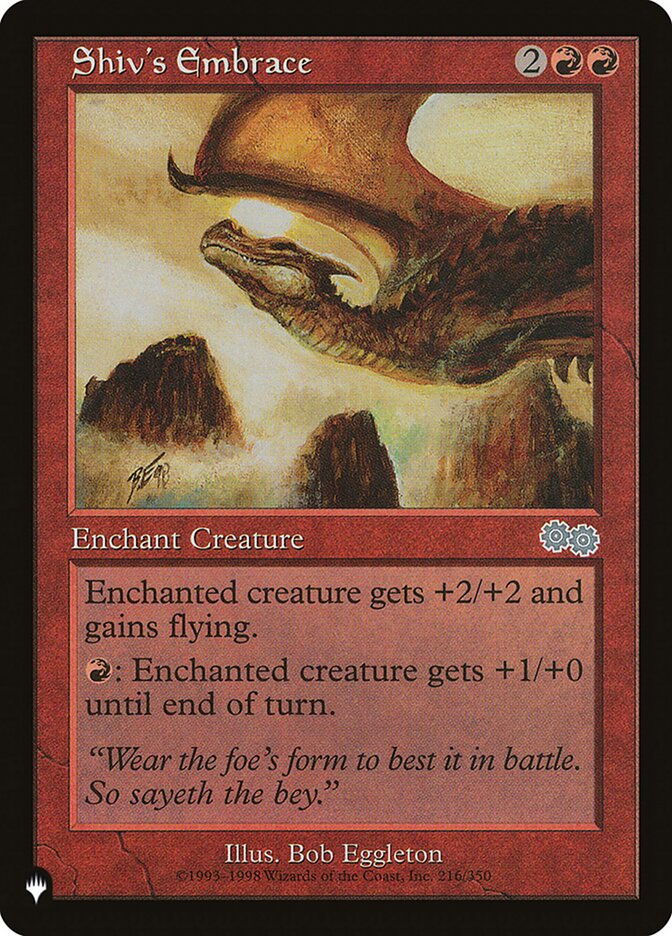 Shiv's Embrace 2
BE98
Enchant Creature
Enchanted creature gets +2/+2 and
gains flying.
: Enchanted creature gets +1/+0
until end of turn.
“Wear the foe’s form to best it in battle.
So sayeth the bey.”
Illus. Bob Eggleton
©1993–1998 Wizards of the Coast, Inc. 216/350